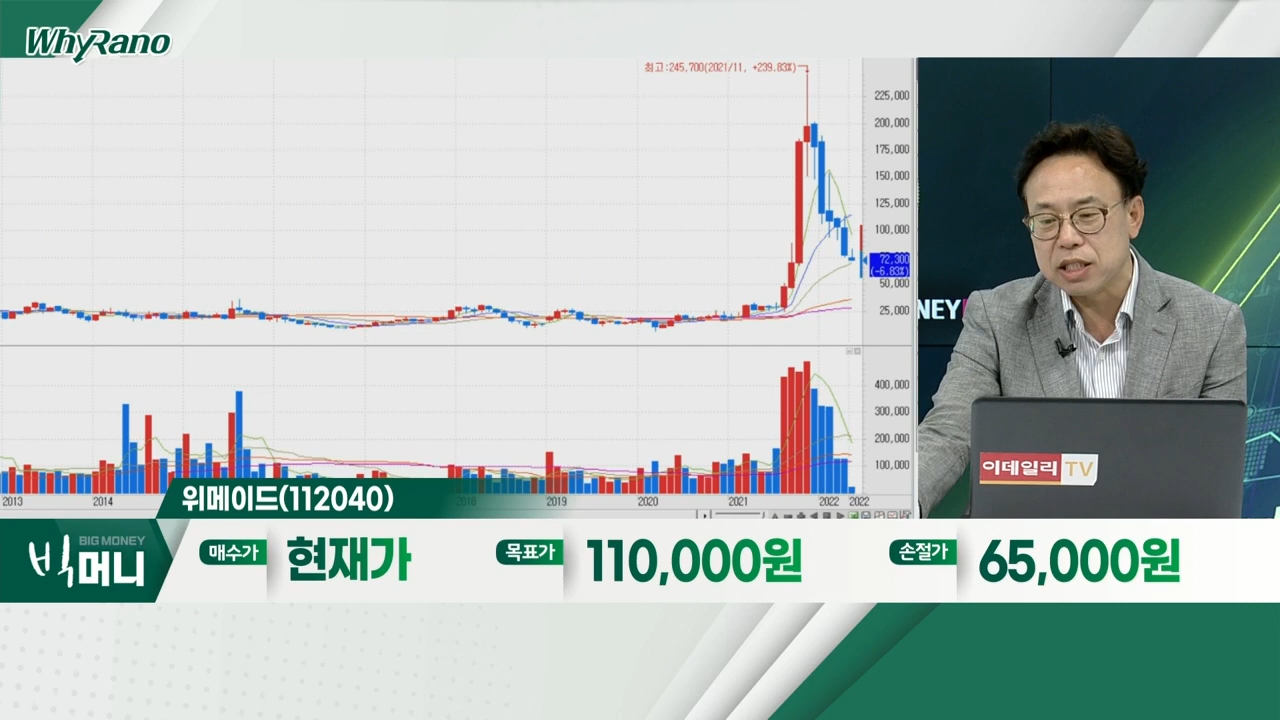 WhyRano
최고:245,700(2021/11, +239.83%)
225,000
200,000
175,000
150,000
125,000
100,000
72,300
(-6.83%)
50,000
25,000
400,000
300,000
200,000
100,000
2013
2014
2018
2019
2020
2021
2022
2022
NEY
이데일리 TV
위메이드(112040)
BIG MONEY
빅머니
매수가
현재가
목표가
110,000원
손절가
65,000원